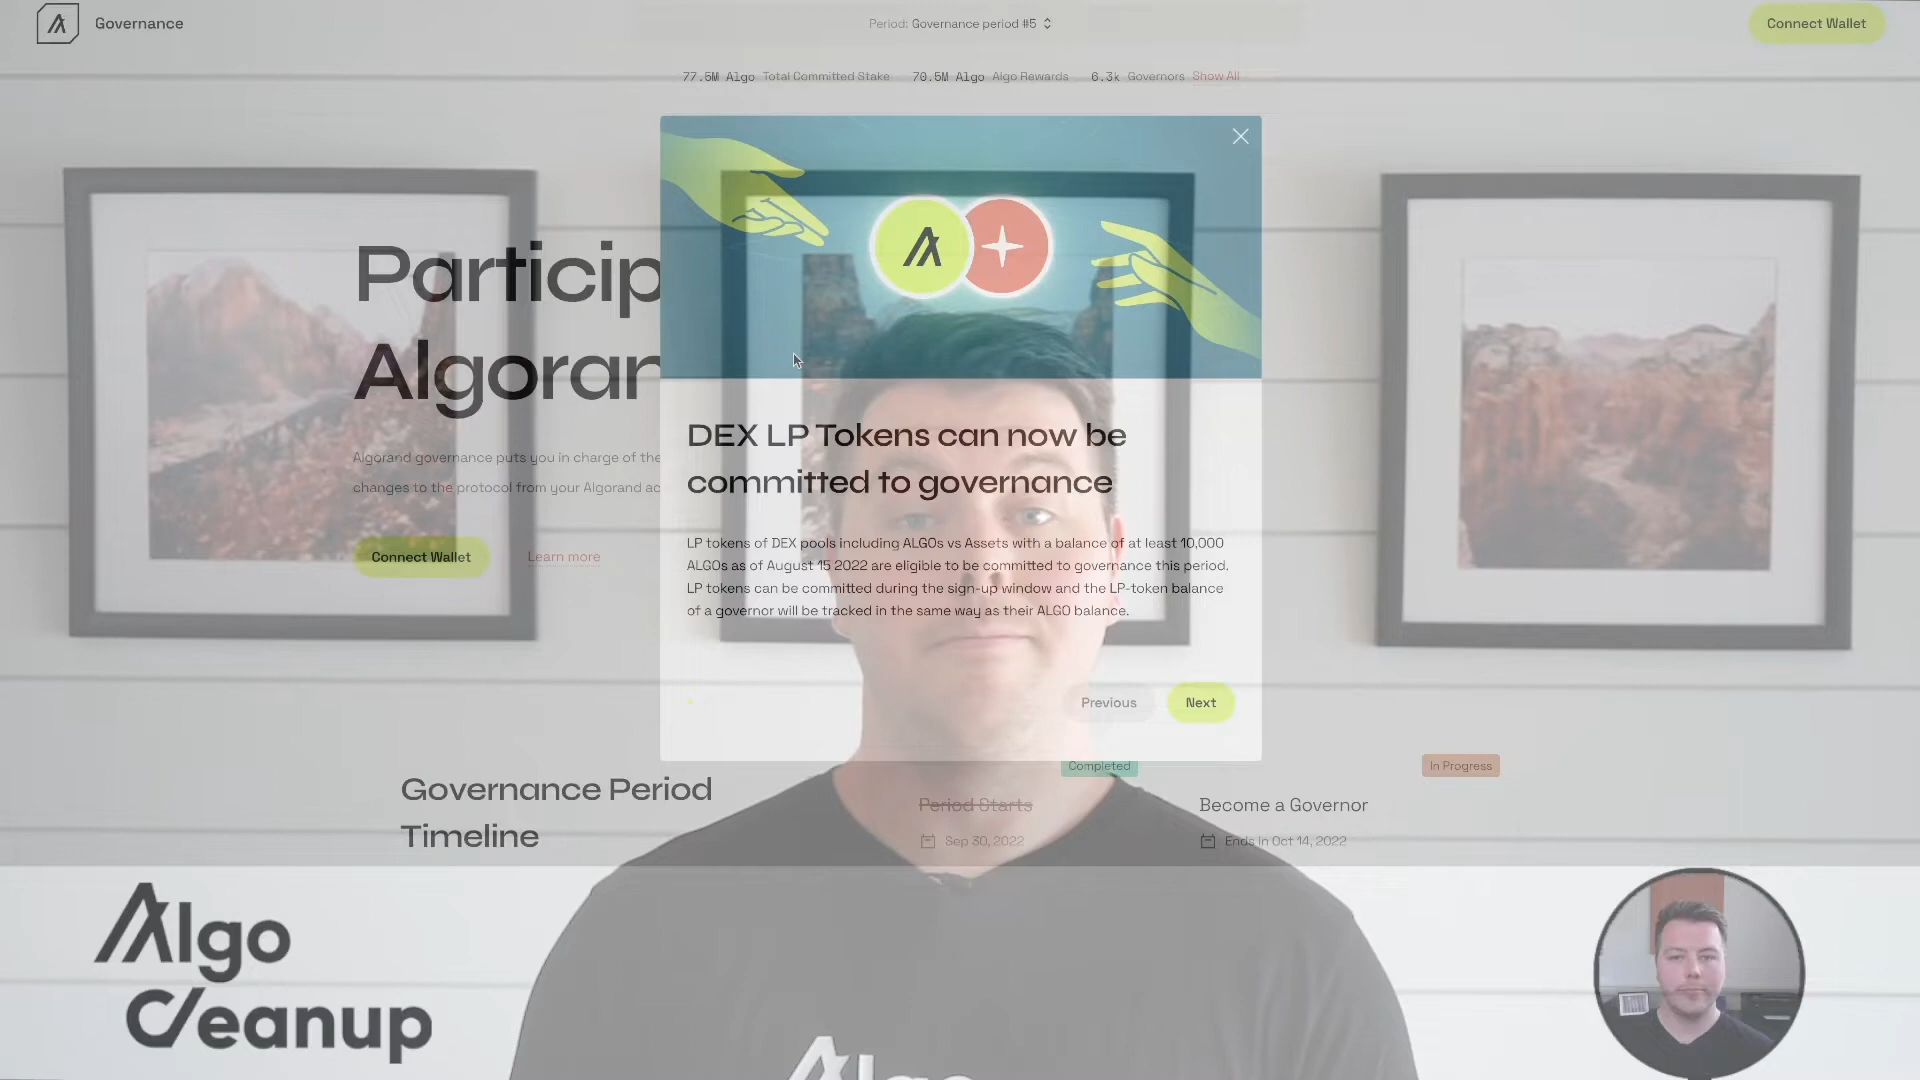 Governance
Period: Governance period #5
Connect Wallet
77.5M Algo Total Committed Stake 70.5M Algo Algo Rewards 6.3k Governors Show All
Particip
Algoran
Algorand governance puts you in charge of the
changes to the protocol from your Algorand ac
Connect Wallet Learn more
DEX LP Tokens can now be
committed to governance
LP tokens of DEX pools including ALGOs vs Assets with a balance of at least 10,000
ALGOs as of August 15 2022 are eligible to be committed to governance this period.
LP tokens can be committed during the sign-up window and the LP-token balance
of a governor will be tracked in the same way as their ALGO balance.
Previous Next
Governance Period
Timeline
Completed
Period Starts
Sep 30, 2022
In Progress
Become a Governor
Ends in Oct 14, 2022
Algo
Cleanup
Algo